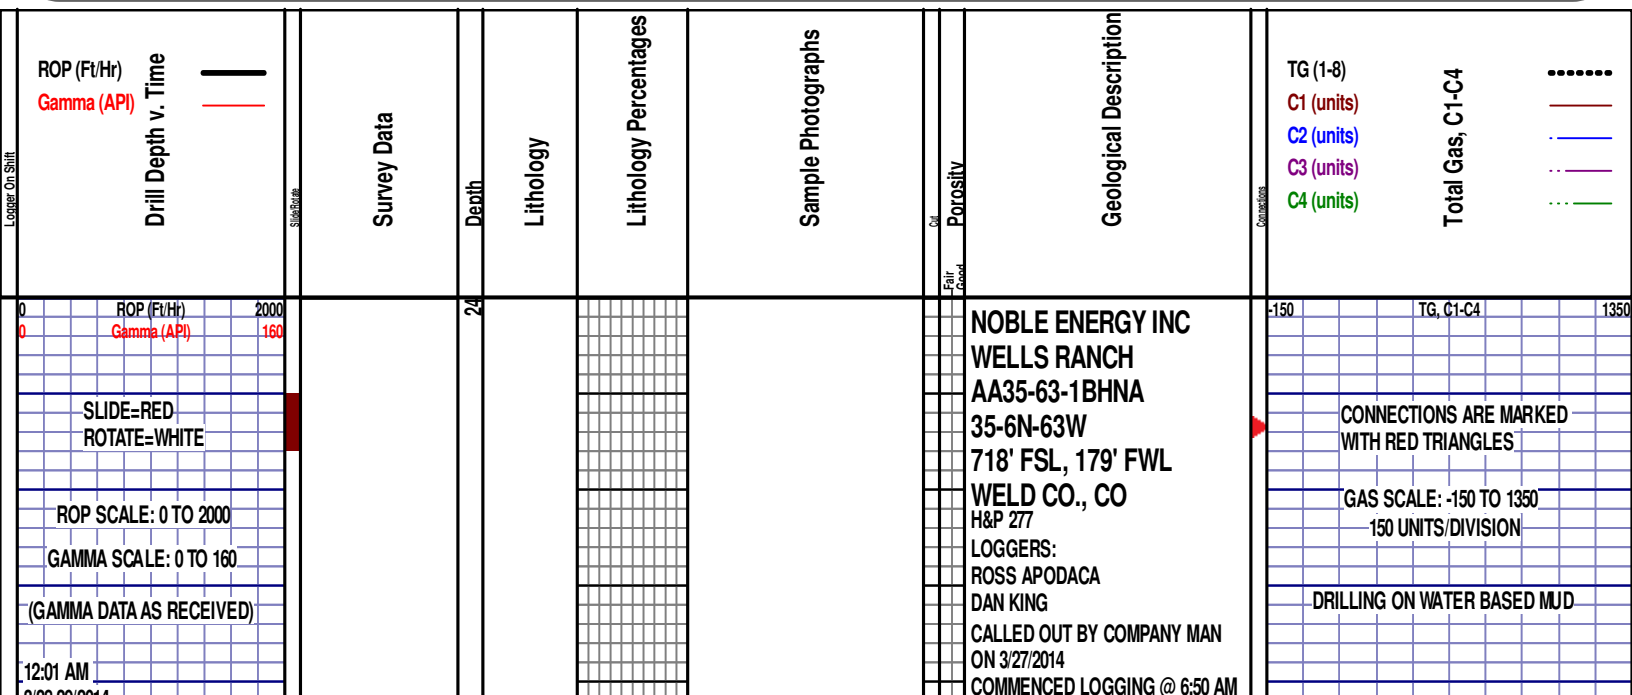 Logger On Shift
ROP (Ft/Hr)
Gamma (API)
Drill Depth v. Time
Slide/Rotate
Survey Data
Depth
Lithology
Lithology Percentages
Sample Photographs
Cut
Porosity
Fair
Good
Geological Description
Connections
TG (1-8)
C1 (units)
C2 (units)
C3 (units)
C4 (units)
Total Gas, C1-C4
0 ROP (Ft/Hr) 2000
0 Gamma (API) 160
SLIDE=RED
ROTATE=WHITE
ROP SCALE: 0 TO 2000
GAMMA SCALE: 0 TO 160
(GAMMA DATA AS RECEIVED)
12:01 AM
24
NOBLE ENERGY INC
WELLS RANCH
AA35-63-1BHNA
35-6N-63W
718' FSL, 179' FWL
WELD CO., CO
H&P 277
LOGGERS:
ROSS APODACA
DAN KING
CALLED OUT BY COMPANY MAN
ON 3/27/2014
COMMENCED LOGGING @ 6:50 AM
-150 TG, C1-C4 1350
CONNECTIONS ARE MARKED
WITH RED TRIANGLES
GAS SCALE: -150 TO 1350
150 UNITS/DIVISION
DRILLING ON WATER BASED MUD